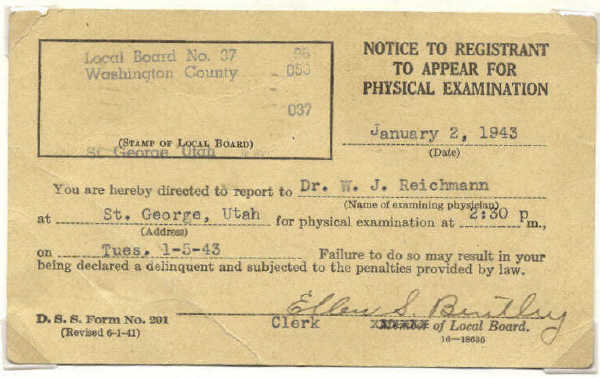 Local Board No. 37
Washington County 053
037
(STAMP OF LOCAL BOARD)
St George, Utah
NOTICE TO REGISTRANT
TO APPEAR FOR
PHYSICAL EXAMINATION
January 2, 1943
(Date)
You are hereby directed to report to Dr. W. J. Reichmann
(Name of examining physician)
at St. George, Utah for physical examination at 2:30 p m.,
(Address)
on Tues. 1-5-43 Failure to do so may result in your
being declared a delinquent and subjected to the penalties provided by law.
Ellen S. Bentley
D. S. S. Form No. 201
(Revised 6-1-41)
Clerk of Local Board.
16—18636